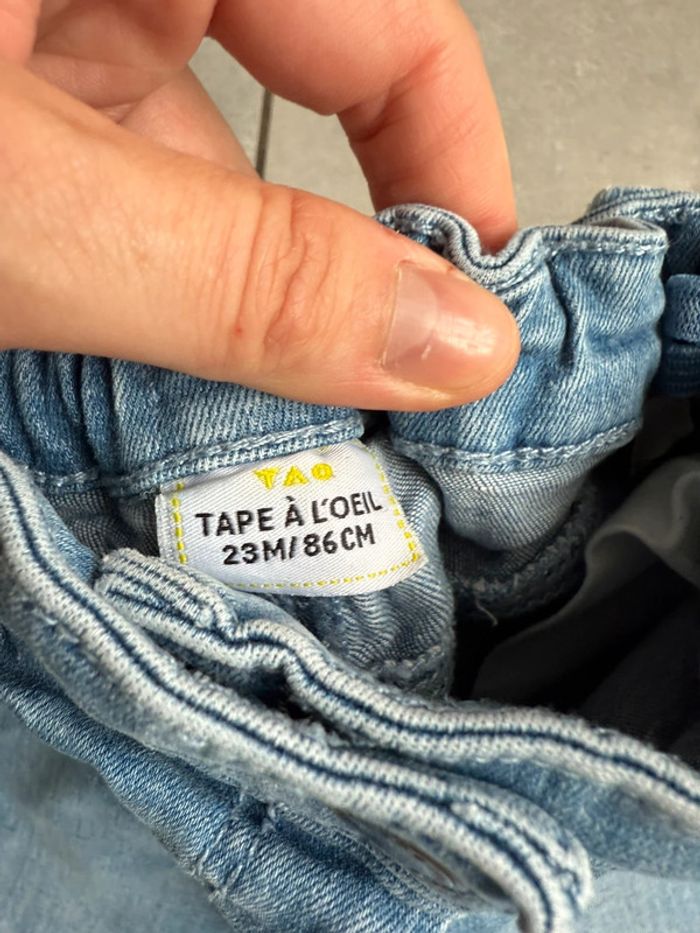 TAO
TAPE À L'OEIL
23M/86CM